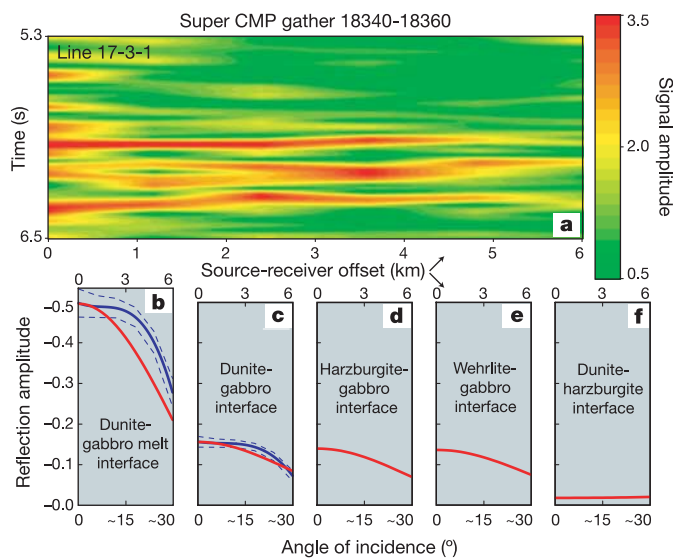 Super CMP gather 18340-18360
5.3
Line 17-3-1
Time (s)
6.5
a
0 1 2 3 4 5 6
Source-receiver offset (km)
3.5
2.0
0.5
Signal amplitude
0 3 6
b
0 3 6
c
0 3 6
d
0 3 6
e
0 3 6
f
Reflection amplitude
–0.5
–0.4
–0.3
–0.2
–0.1
–0.0
Dunite-
gabbro melt
interface
Dunite-
gabbro
interface
Harzburgite-
gabbro
interface
Wehrlite-
gabbro
interface
Dunite-
harzburgite
interface
0 ~15 ~30
0 ~15 ~30
0 ~15 ~30
0 ~15 ~30
0 ~15 ~30
Angle of incidence (º)